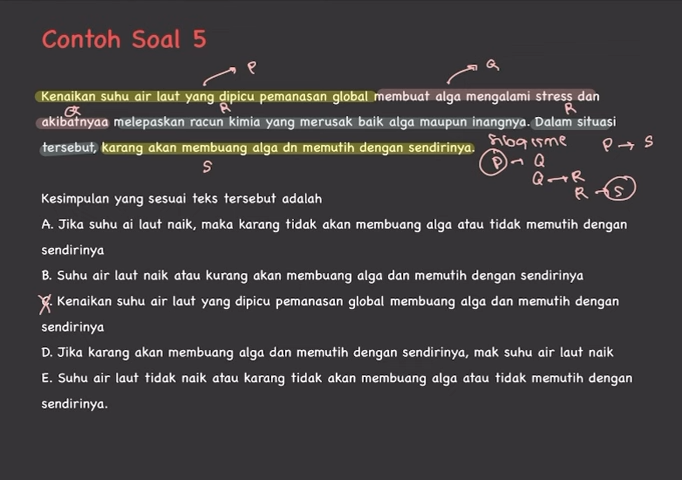 Contoh Soal 5
P
Q
Kenaikan suhu air laut yang dipicu pemanasan global membuat alga mengalami stress dan
Q R R
akibatnyaa melepaskan racun kimia yang merusak baik alga maupun inangnya. Dalam situasi
tersebut, karang akan membuang alga dn memutih dengan sendirinya.
S
P → Q
Q → R
R → S
P → S
Kesimpulan yang sesuai teks tersebut adalah
A. Jika suhu ai laut naik, maka karang tidak akan membuang alga atau tidak memutih dengan
sendirinya
B. Suhu air laut naik atau kurang akan membuang alga dan memutih dengan sendirinya
C. Kenaikan suhu air laut yang dipicu pemanasan global membuang alga dan memutih dengan
sendirinya
D. Jika karang akan membuang alga dan memutih dengan sendirinya, mak suhu air laut naik
E. Suhu air laut tidak naik atau karang tidak akan membuang alga atau tidak memutih dengan
sendirinya.